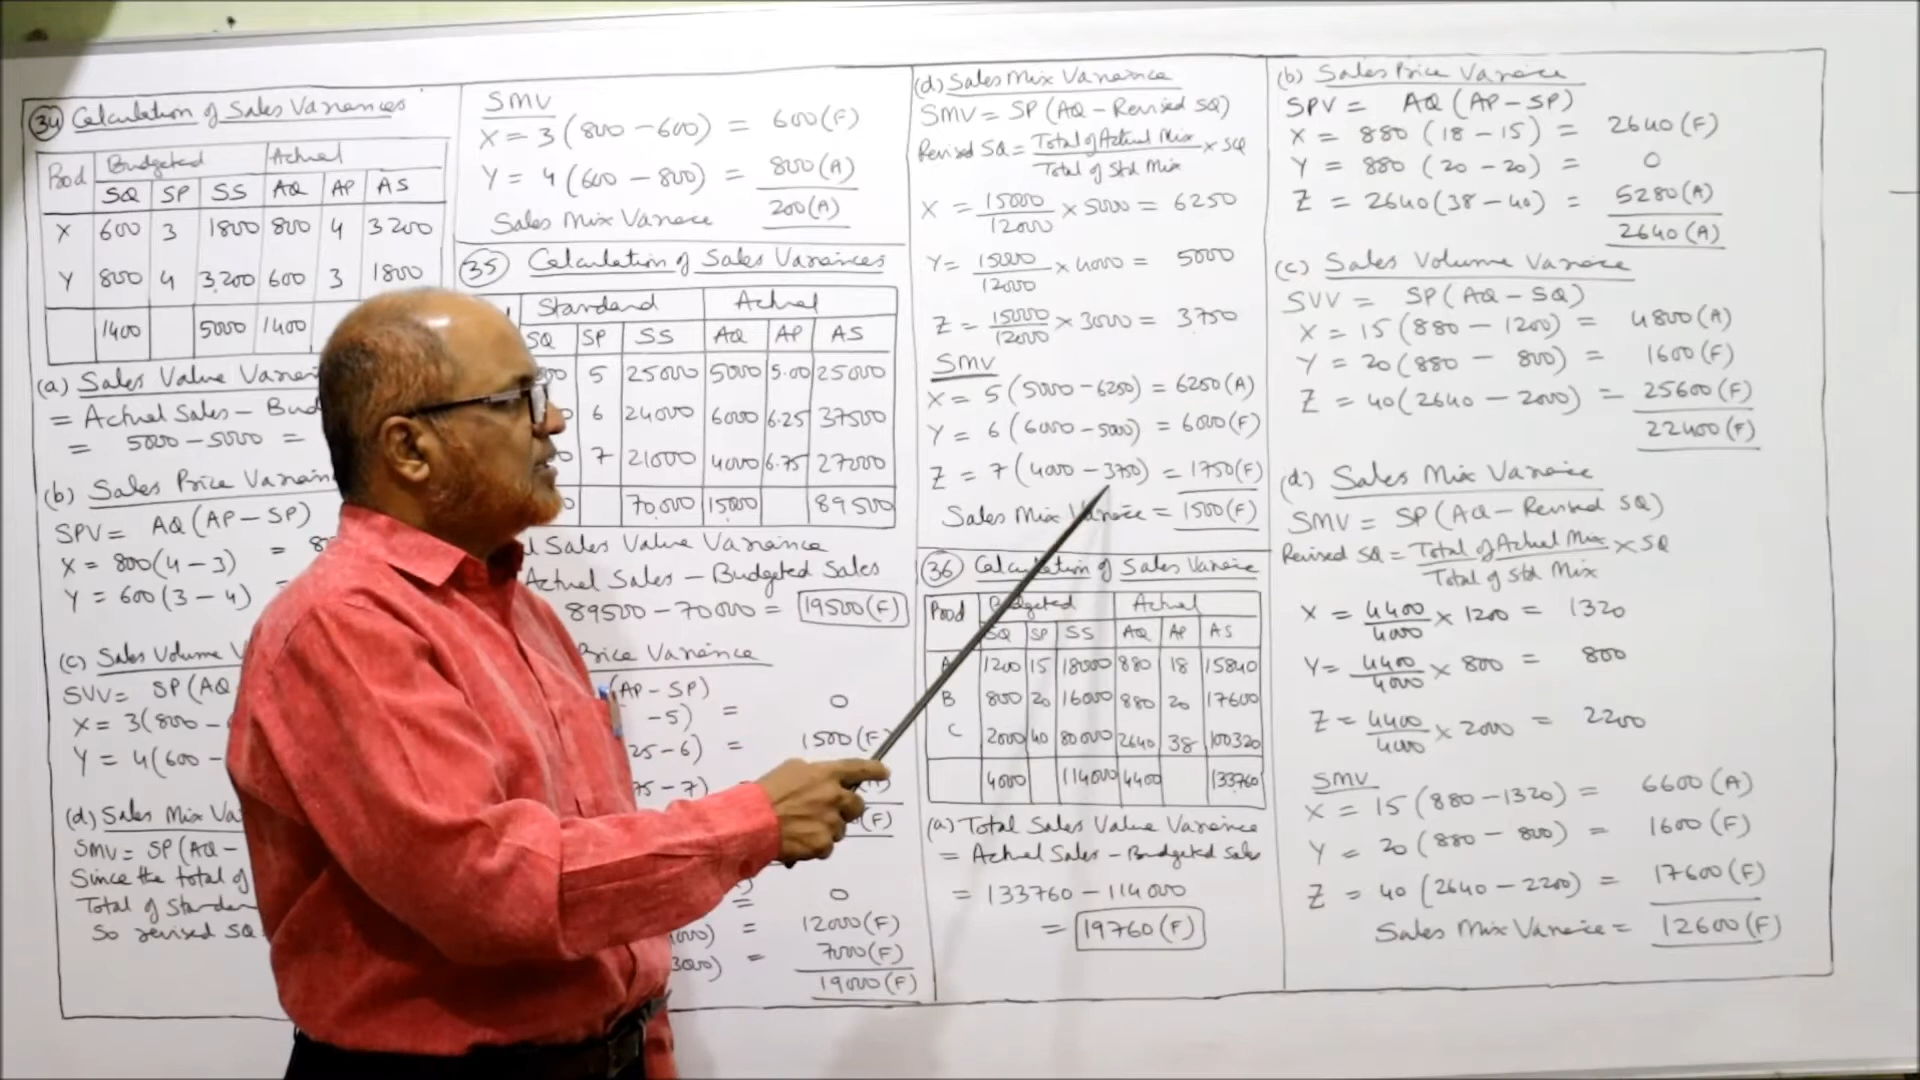 34 Calculation of Sales Variances
Prod Budgeted Actual
SQ SP SS AQ AP AS
X 600 3 1800 800 4 3200
Y 800 4 3200 600 3 1800
1400 5000 1400
(a) Sales Value
= Actual Sales –
= 5000 – 5000 =
(b) Sales Price
SPV = AQ (AP – SP)
X = 800(4 – 3) =
Y = 600(3 – 4) =
(c) Sales Volume
SVV = SP(AQ
X = 3(800 –
Y = 4(600 –
(d) Sales Mix
SMV = SP(AQ –
Since the total of
Total of
So revised SQ
SMV
X = 3 (800 – 600) = 600(F)
Y = 4 (600 – 800) = 800(A)
Sales Mix Variance 200(A)
35 Calculation of Sales Variances
Standard Actual
SQ SP SS AQ AP AS
5 25000 5000 5.00 25000
6 24000 6000 6.25 37500
7 21000 4000 6.75 27000
70,000 15000 89500
Sales Value Variance
Actual Sales – Budgeted Sales
89500 – 70000 = 19500(F)
Price Variance
(AP – SP)
– 5) = 0
25 – 6) = 1500(F)
75 – 7)
(F)
= 0
= 12000(F)
3000) = 7000(F)
19000(F)
(d) Sales Mix Variance
SMV = SP (AQ – Revised SQ)
Revised SQ = Total of Actual Mix / Total of Std Mix × SQ
X = 15000/12000 × 5000 = 6250
Y = 15000/12000 × 4000 = 5000
Z = 15000/12000 × 3000 = 3750
SMV
X = 5 (5000 – 6250) = 6250(A)
Y = 6 (6000 – 5000) = 6000(F)
Z = 7 (4000 – 3750) = 1750(F)
Sales Mix Variance = 1500(F)
36 Calculation of Sales Variance
Prod Budgeted Actual
SQ SP SS AQ AP AS
A 1200 15 18000 880 18 15840
B 800 20 16000 880 20 17600
C 2000 40 80000 2640 38 100320
4000 114000 4400 133760
(a) Total Sales Value Variance
= Actual Sales – Budgeted Sales
= 133760 – 114000
= 19760(F)
(b) Sales Price Variance
SPV = AQ (AP – SP)
X = 880 (18 – 15) = 2640(F)
Y = 880 (20 – 20) = 0
Z = 2640(38 – 40) = 5280(A)
2640(A)
(c) Sales Volume Variance
SVV = SP(AQ – SQ)
X = 15(880 – 1200) = 4800(A)
Y = 20(880 – 800) = 1600(F)
Z = 40(2640 – 2000) = 25600(F)
22400(F)
(d) Sales Mix Variance
SMV = SP(AQ – Revised SQ)
Revised SQ = Total of Actual Mix / Total of Std Mix × SQ
X = 4400/4000 × 1200 = 1320
Y = 4400/4000 × 800 = 800
Z = 4400/4000 × 2000 = 2200
SMV
X = 15 (880 – 1320) = 6600(A)
Y = 20 (880 – 800) = 1600(F)
Z = 40 (2640 – 2200) = 17600(F)
Sales Mix Variance = 12600(F)